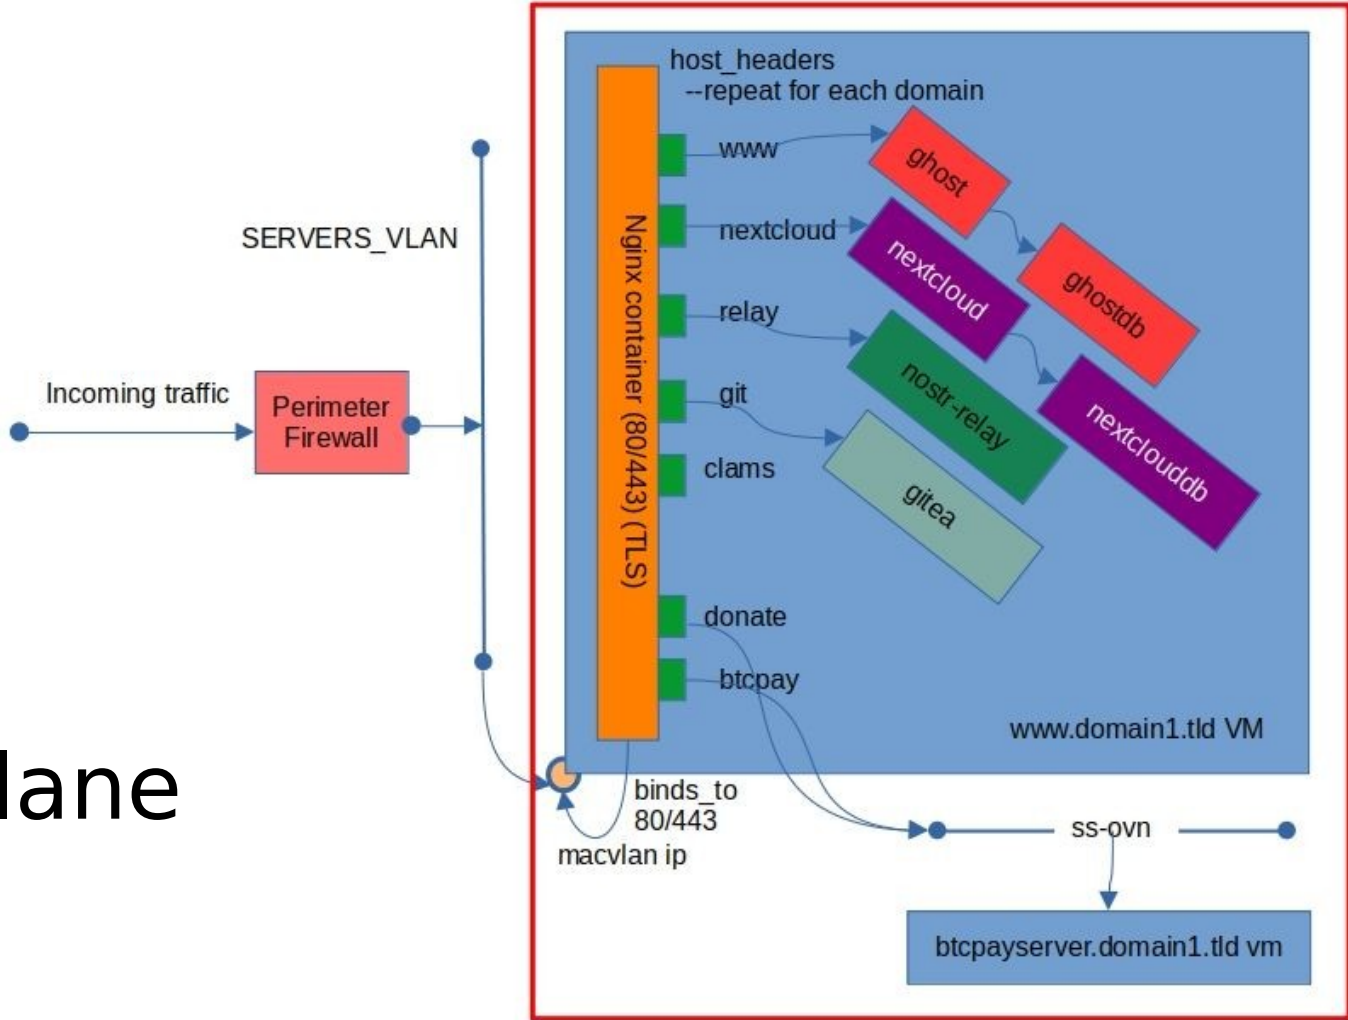 host_headers
--repeat for each domain
www
ghost
SERVERS_VLAN
nextcloud
nextcloud
ghostdb
Nginx container (80/443) (TLS)
relay
nostr-relay
Incoming traffic
Perimeter
Firewall
git
nextclouddb
clams
gitea
donate
btcpay
www.domain1.tld VM
lane
binds_to
80/443
macvlan ip
ss-ovn
btcpayserver.domain1.tld vm